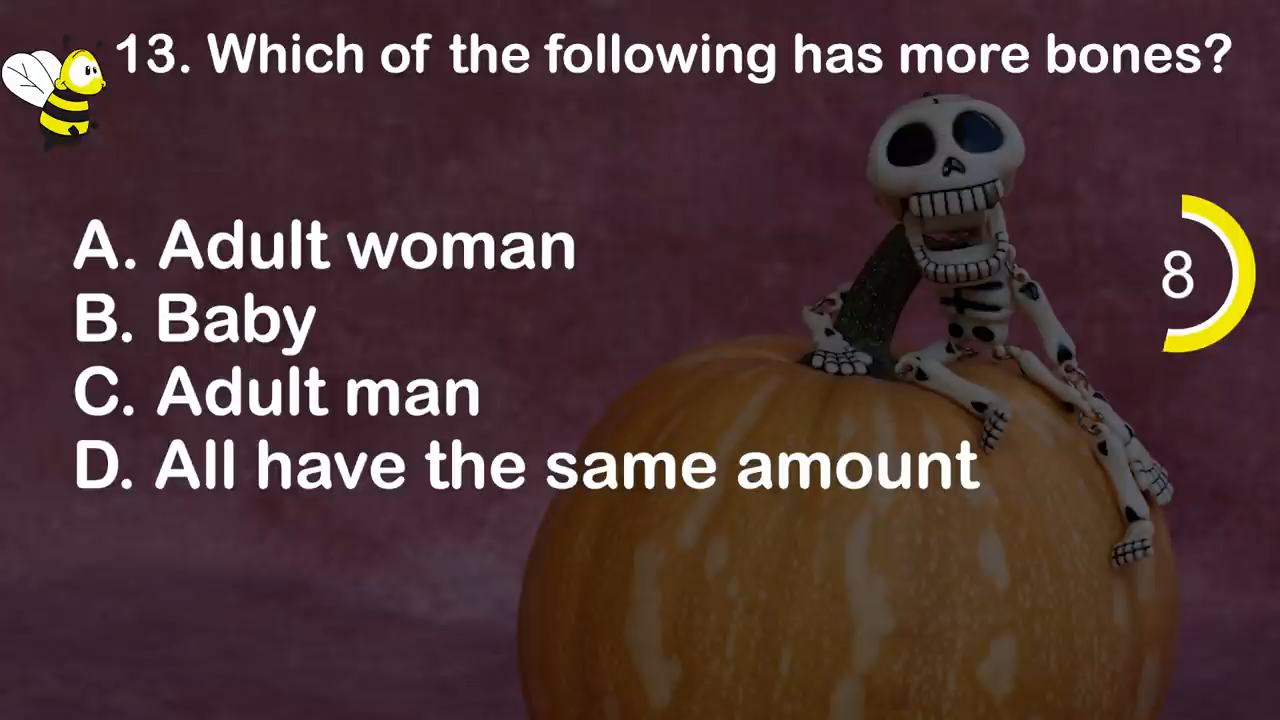 13. Which of the following has more bones?
A. Adult woman
B. Baby
C. Adult man
D. All have the same amount
8